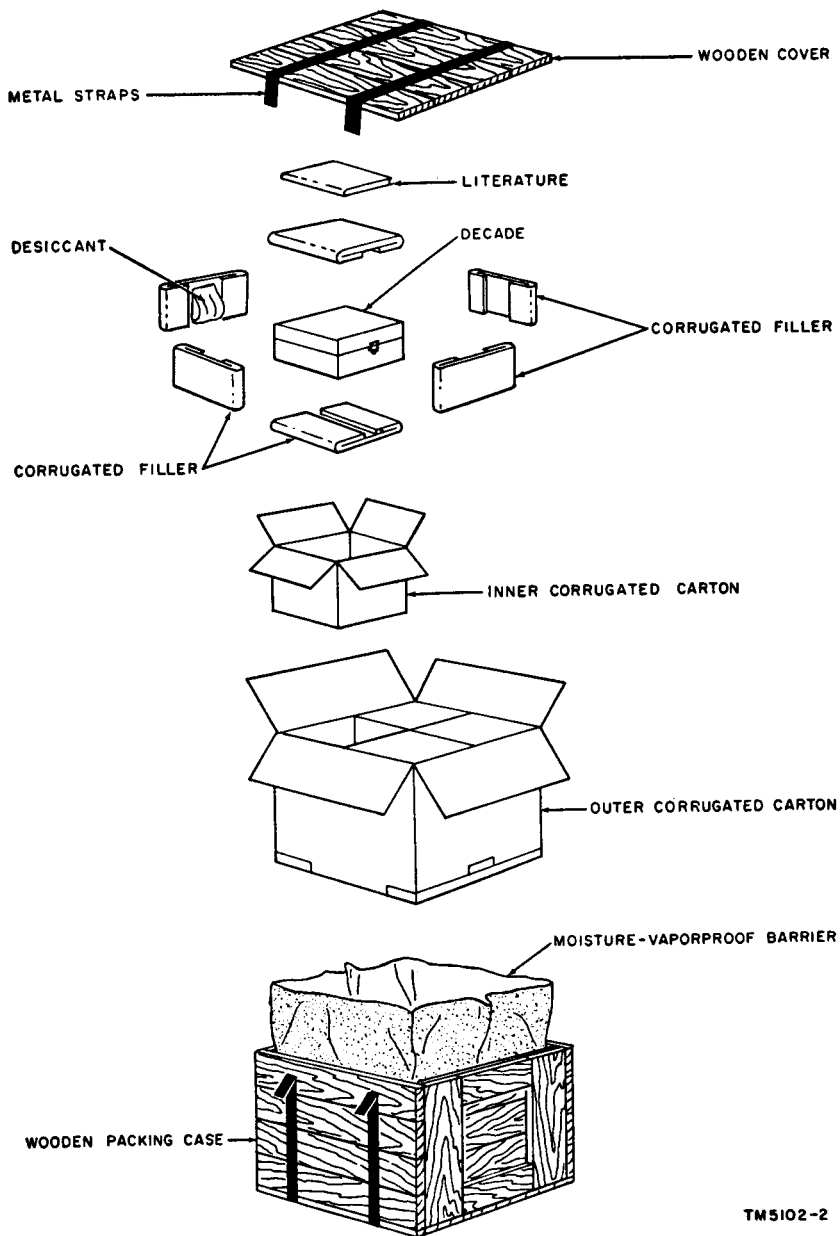 WOODEN COVER
METAL STRAPS
LITERATURE
DECADE
DESICCANT
CORRUGATED FILLER
CORRUGATED FILLER
INNER CORRUGATED CARTON
OUTER CORRUGATED CARTON
MOISTURE-VAPORPROOF BARRIER
WOODEN PACKING CASE
TM5102-2